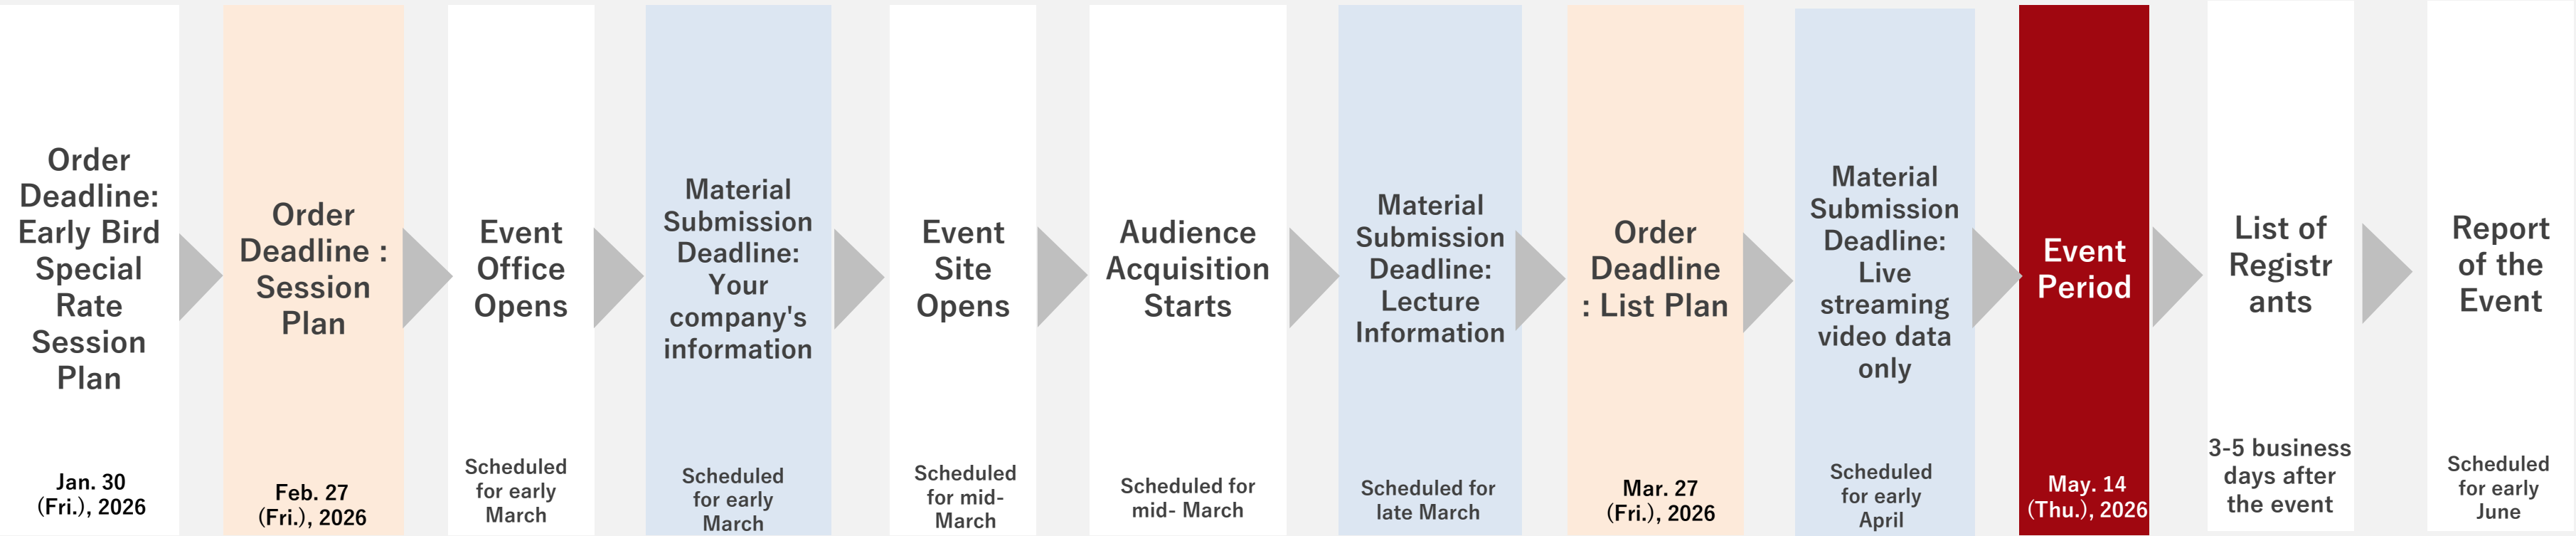 Order
Deadline:
Early Bird
Special
Rate
Session
Plan
Jan. 30
(Fri.), 2026
Order
Deadline :
Session
Plan
Feb. 27
(Fri.), 2026
Event
Office
Opens
Scheduled
for early
March
Material
Submission
Deadline:
Your
company's
information
Scheduled
for early
March
Event
Site
Opens
Scheduled
for mid-
March
Audience
Acquisition
Starts
Scheduled for
mid- March
Material
Submission
Deadline:
Lecture
Information
Scheduled for
late March
Order
Deadline
: List Plan
Mar. 27
(Fri.), 2026
Material
Submission
Deadline:
Live
streaming
video data
only
Scheduled
for early
April
Event
Period
May. 14
(Thu.), 2026
List of
Registr
ants
3-5 business
days after
the event
Report
of the
Event
Scheduled
for early
June